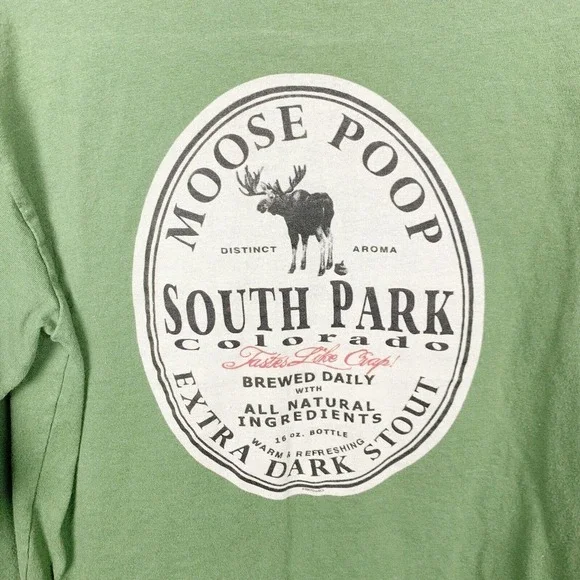 MOOSE POOP
DISTINCT AROMA
SOUTH PARK
Colorado
Tastes Like Crap!
BREWED DAILY
WITH
ALL NATURAL
INGREDIENTS
16 OZ. BOTTLE
WARM & REFRESHING
EXTRA DARK STOUT